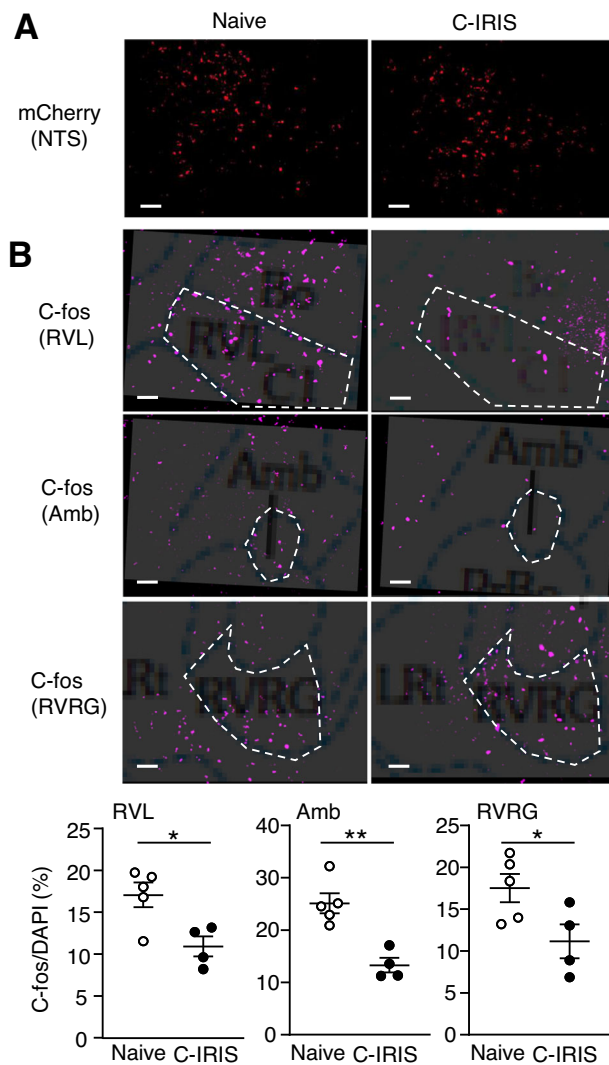 A
Naive
C-IRIS
mCherry
(NTS)
B
C-fos
(RVL)
Bo
RVL
C1
C1
C-fos
(Amb)
Amb
Amb
C-fos
(RVRG)
LRt
RVRG
LRt
RVRG
RVL
Amb
RVRG
C-fos/DAPI (%)
25
20
15
10
5
0
*
Naive C-IRIS
40
30
20
10
0
**
Naive C-IRIS
25
20
15
10
5
0
*
Naive C-IRIS